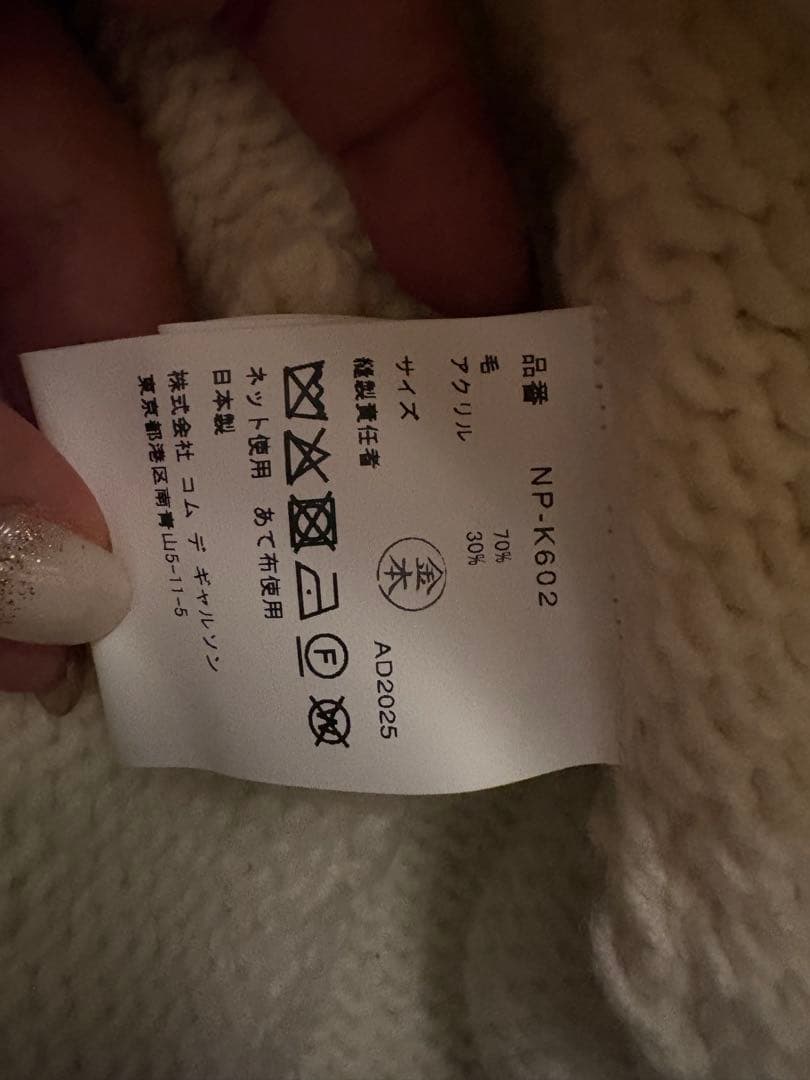 品番 NP-K602
毛 70%
アクリル 30%
サイズ
金本
縫製責任者 AD2025
F
W
ネット使用 あて布使用
日本製
株式会社 コム デ ギャルソン
東京都港区南青山5-11-5